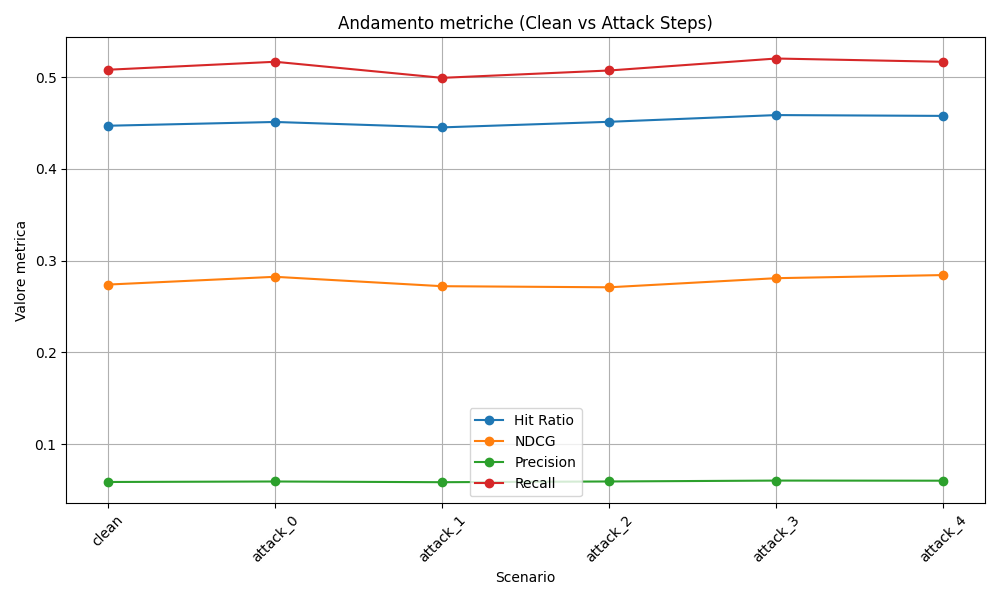 Andamento metriche (Clean vs Attack Steps)
Valore metrica
0.5
0.4
0.3
0.2
0.1
Hit Ratio
NDCG
Precision
Recall
clean
attack_0
attack_1
attack_2
attack_3
attack_4
Scenario